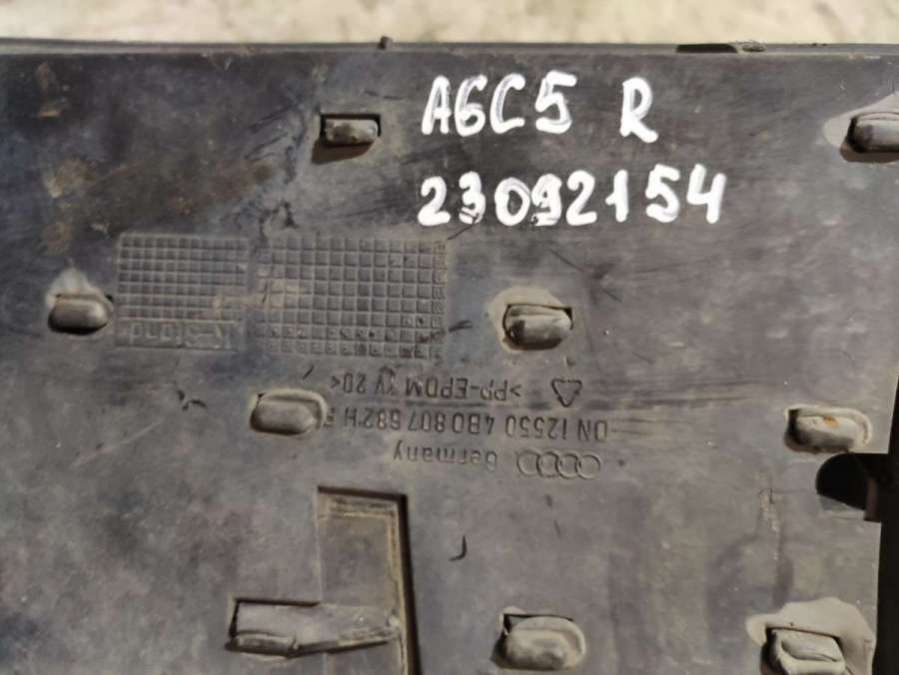 A6C5 R
23092154
>PP-EPDM TV 20<
DN 12550 4B0 807 682 H
Germany